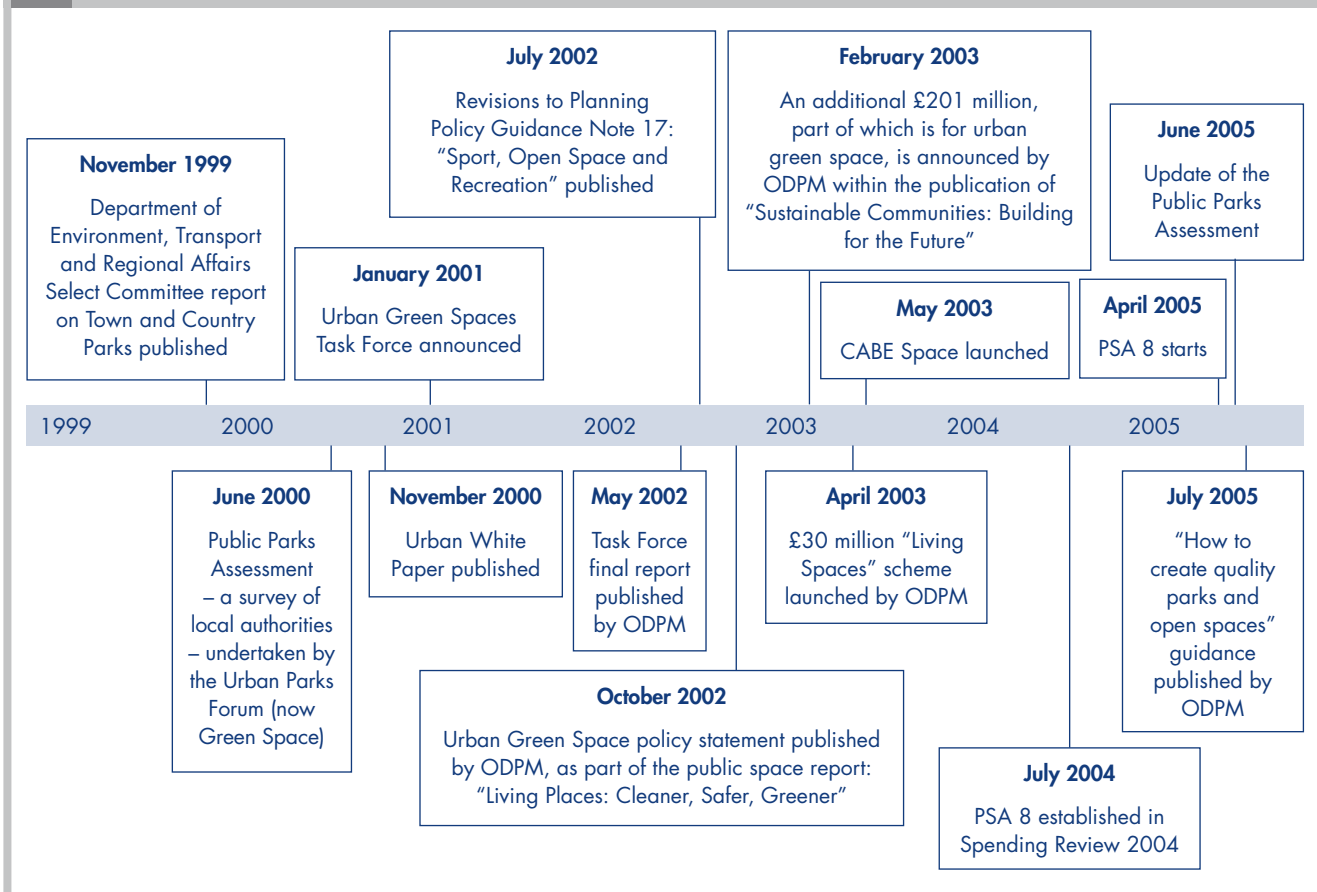 November 1999
Department of
Environment, Transport
and Regional Affairs
Select Committee report
on Town and Country
Parks published
January 2001
Urban Green Spaces
Task Force announced
July 2002
Revisions to Planning
Policy Guidance Note 17:
“Sport, Open Space and
Recreation” published
February 2003
An additional £201 million,
part of which is for urban
green space, is announced by
ODPM within the publication of
“Sustainable Communities: Building
for the Future”
May 2003
CABE Space launched
April 2005
PSA 8 starts
June 2005
Update of the
Public Parks
Assessment
1999 2000 2001 2002 2003 2004 2005
June 2000
Public Parks
Assessment
– a survey of
local authorities
– undertaken by
the Urban Parks
Forum (now
Green Space)
November 2000
Urban White
Paper published
May 2002
Task Force
final report
published
by ODPM
October 2002
Urban Green Space policy statement published
by ODPM, as part of the public space report:
“Living Places: Cleaner, Safer, Greener”
April 2003
£30 million “Living
Spaces” scheme
launched by ODPM
July 2004
PSA 8 established in
Spending Review 2004
July 2005
“How to
create quality
parks and
open spaces”
guidance
published by
ODPM